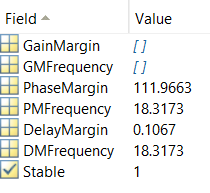 Field Value
GainMargin []
GMFrequency []
PhaseMargin 111.9663
PMFrequency 18.3173
DelayMargin 0.1067
DMFrequency 18.3173
Stable 1